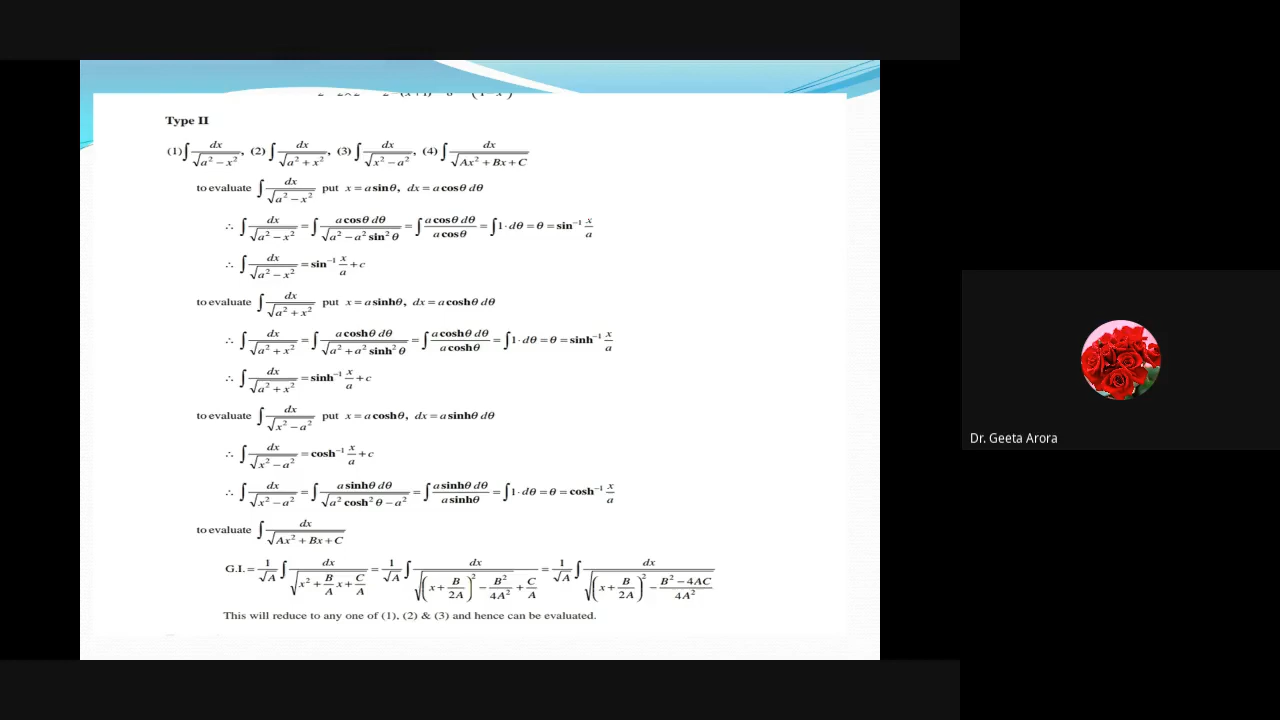 Type II
(1) ∫ dx/√(a² − x²), (2) ∫ dx/√(a² + x²), (3) ∫ dx/√(x² − a²), (4) ∫ dx/√(Ax² + Bx + C)
to evaluate ∫ dx/√(a² − x²) put x = a sinθ, dx = a cosθ dθ
∴ ∫ dx/√(a² − x²) = ∫ a cosθ dθ/√(a² − a² sin² θ) = ∫ a cosθ dθ/a cosθ = ∫ 1· dθ = θ = sin⁻¹ x/a
∴ ∫ dx/√(a² − x²) = sin⁻¹ x/a + c
to evaluate ∫ dx/√(a² + x²) put x = a sinhθ, dx = a coshθ dθ
∴ ∫ dx/√(a² + x²) = ∫ a coshθ dθ/√(a² + a² sinh² θ) = ∫ a coshθ dθ/a coshθ = ∫ 1· dθ = θ = sinh⁻¹ x/a
∴ ∫ dx/√(a² + x²) = sinh⁻¹ x/a + c
to evaluate ∫ dx/√(x² − a²) put x = a coshθ, dx = a sinhθ dθ
∴ ∫ dx/√(x² − a²) = cosh⁻¹ x/a + c
∴ ∫ dx/√(x² − a²) = ∫ a sinhθ dθ/√(a² cosh² θ − a²) = ∫ a sinhθ dθ/a sinhθ = ∫ 1· dθ = θ = cosh⁻¹ x/a
to evaluate ∫ dx/√(Ax² + Bx + C)
G.I. = 1/√A ∫ dx/√(x² + B/A x + C/A) = 1/√A ∫ dx/√((x + B/2A)² − B²/4A² + C/A) = 1/√A ∫ dx/√((x + B/2A)² − (B² − 4AC)/4A²)
This will reduce to any one of (1), (2) & (3) and hence can be evaluated.
Dr. Geeta Arora